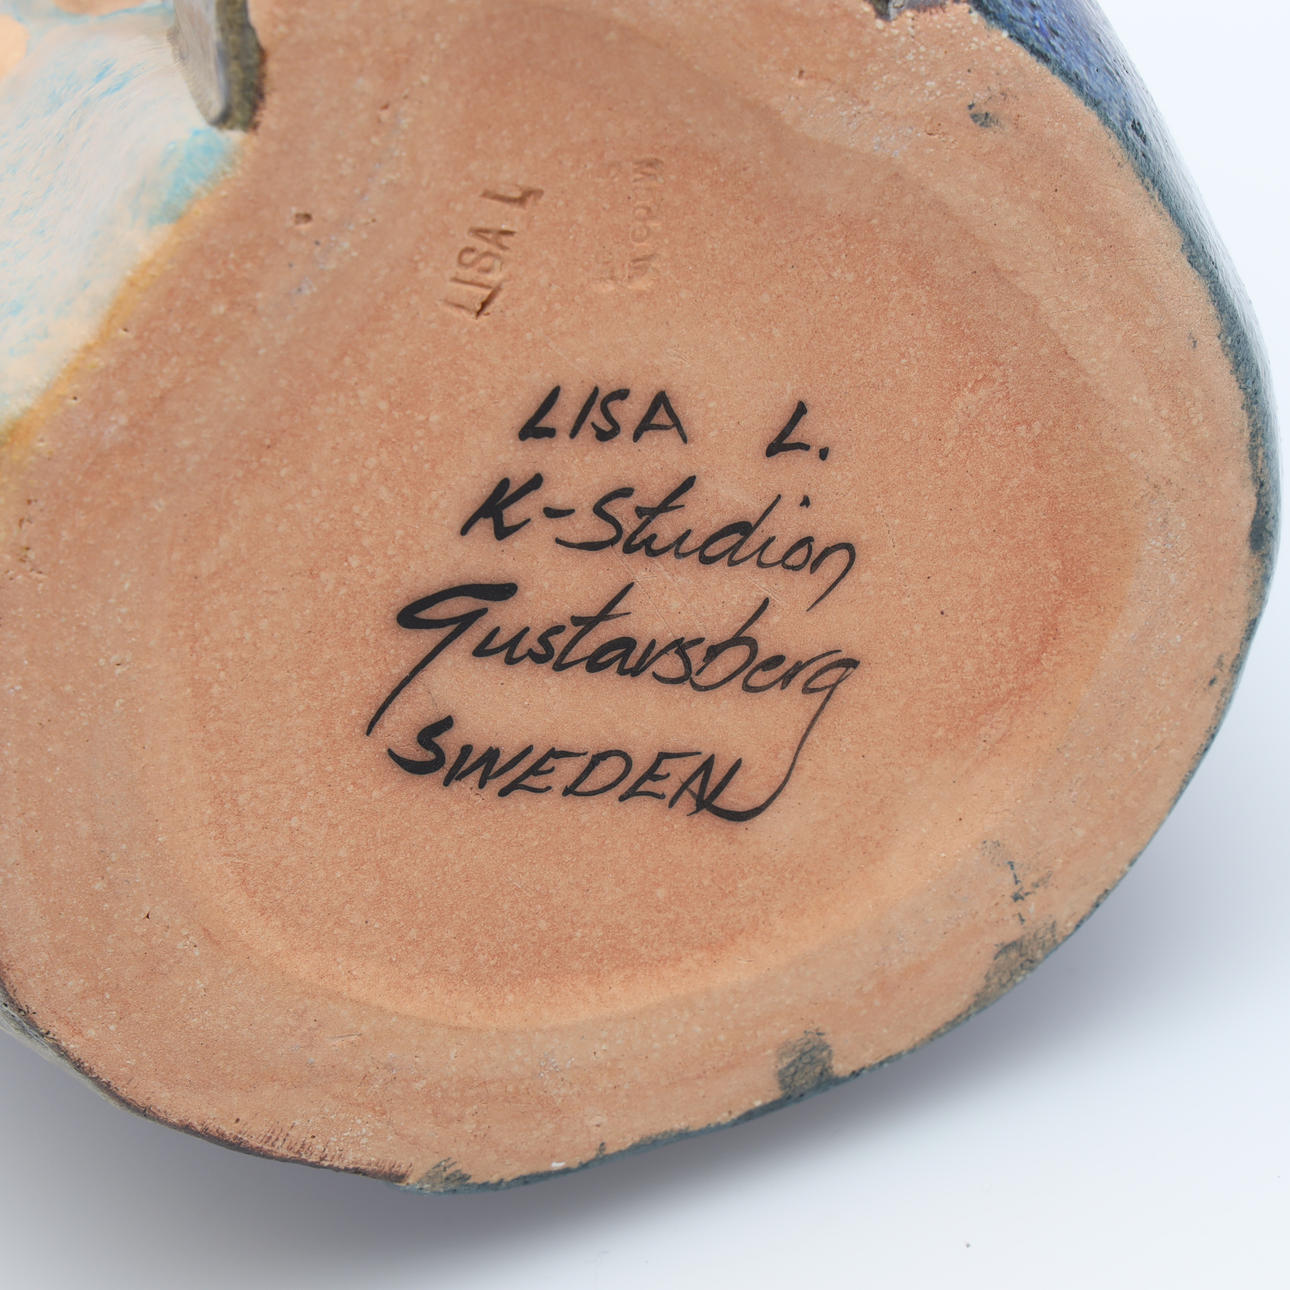 LISA L
LISA L.
K-Studion
Gustavsberg
SWEDEN